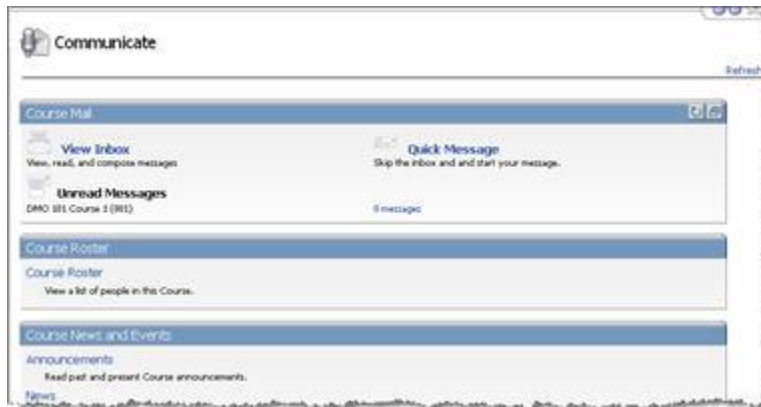 Communicate
Refresh
Course Mail
View Inbox
View, read, and compose messages
Quick Message
Skip the inbox and and start your message.
Unread Messages
DMO 101 Course 1 (001)
0 messages
Course Roster
Course Roster
View a list of people in this Course.
Course News and Events
Announcements
Read past and present Course announcements.
News